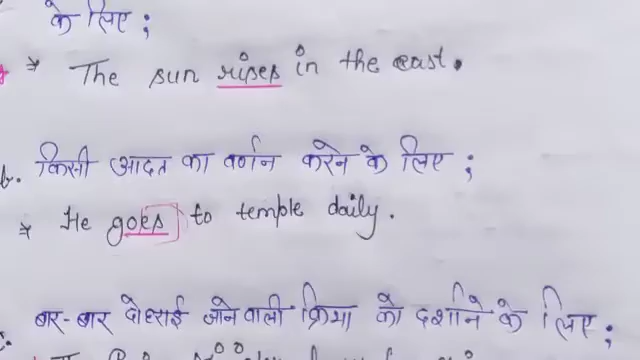 के लिए ;
* The sun rises in the east.
b. किसी आदत का वर्णन करने के लिए ;
* He goes to temple daily.
c. बार-बार दोहराई जाने वाली क्रिया को दर्शाने के लिए ;